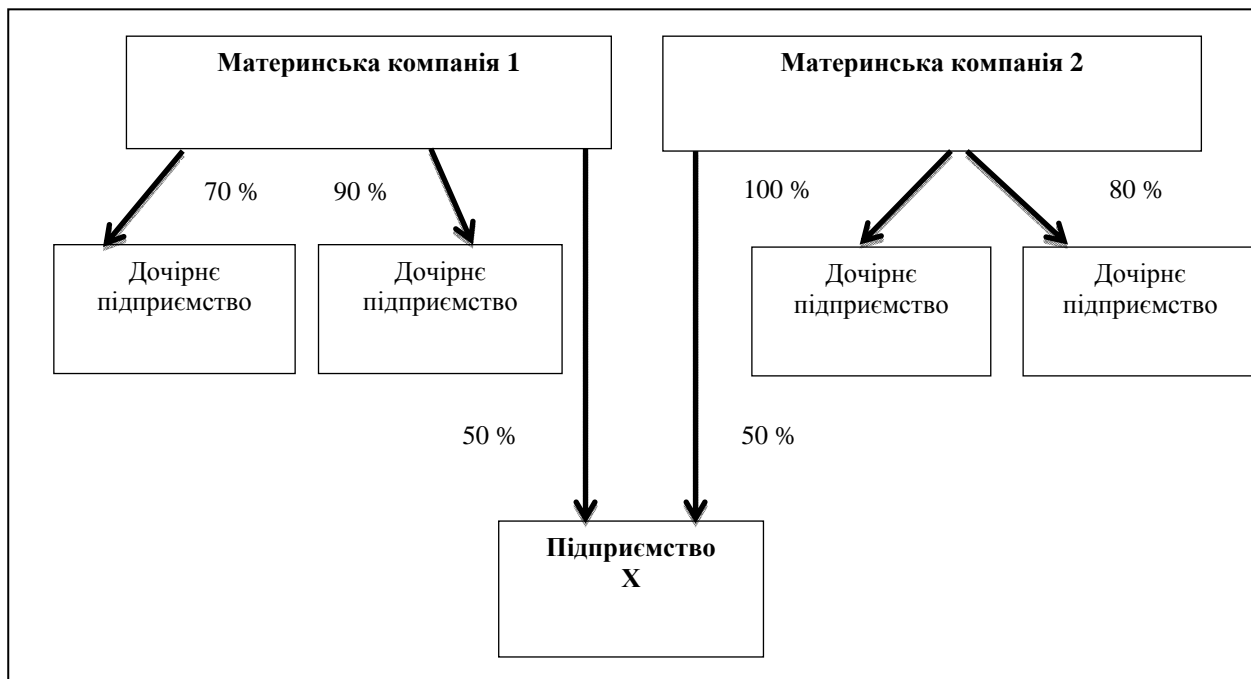 Материнська компанія 1
Материнська компанія 2
70 %
90 %
100 %
80 %
Дочірнє
підприємство
Дочірнє
підприємство
Дочірнє
підприємство
Дочірнє
підприємство
50 %
50 %
Підприємство
Х